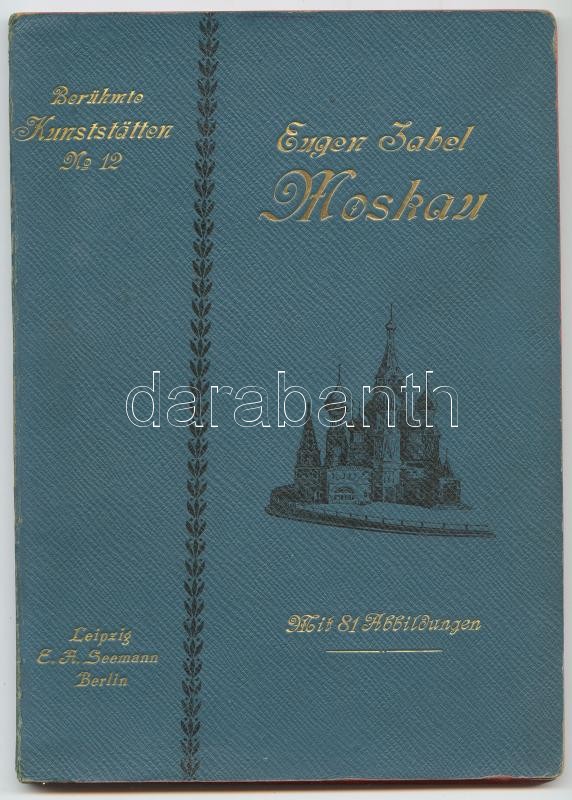 Berühmte
Kunststätten
No 12
Eugen Zabel
Moskau
darabanth
Mit 81 Abbildungen
Leipzig
E. A. Seemann
Berlin